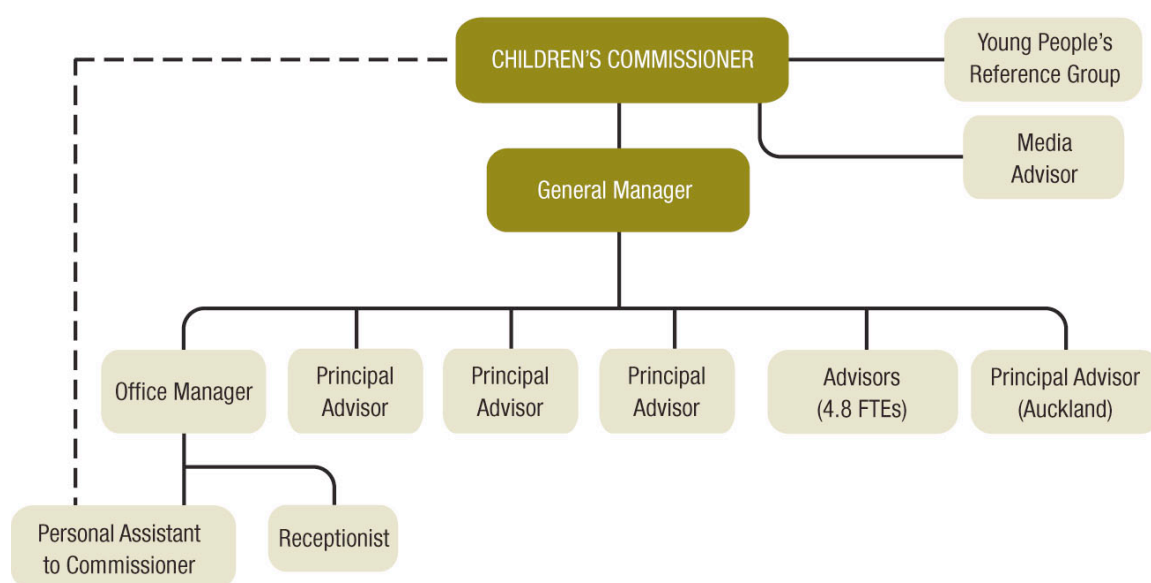 CHILDREN'S COMMISSIONER
Young People's
Reference Group
Media
Advisor
General Manager
Office Manager
Principal
Advisor
Principal
Advisor
Principal
Advisor
Advisors
(4.8 FTEs)
Principal Advisor
(Auckland)
Personal Assistant
to Commissioner
Receptionist